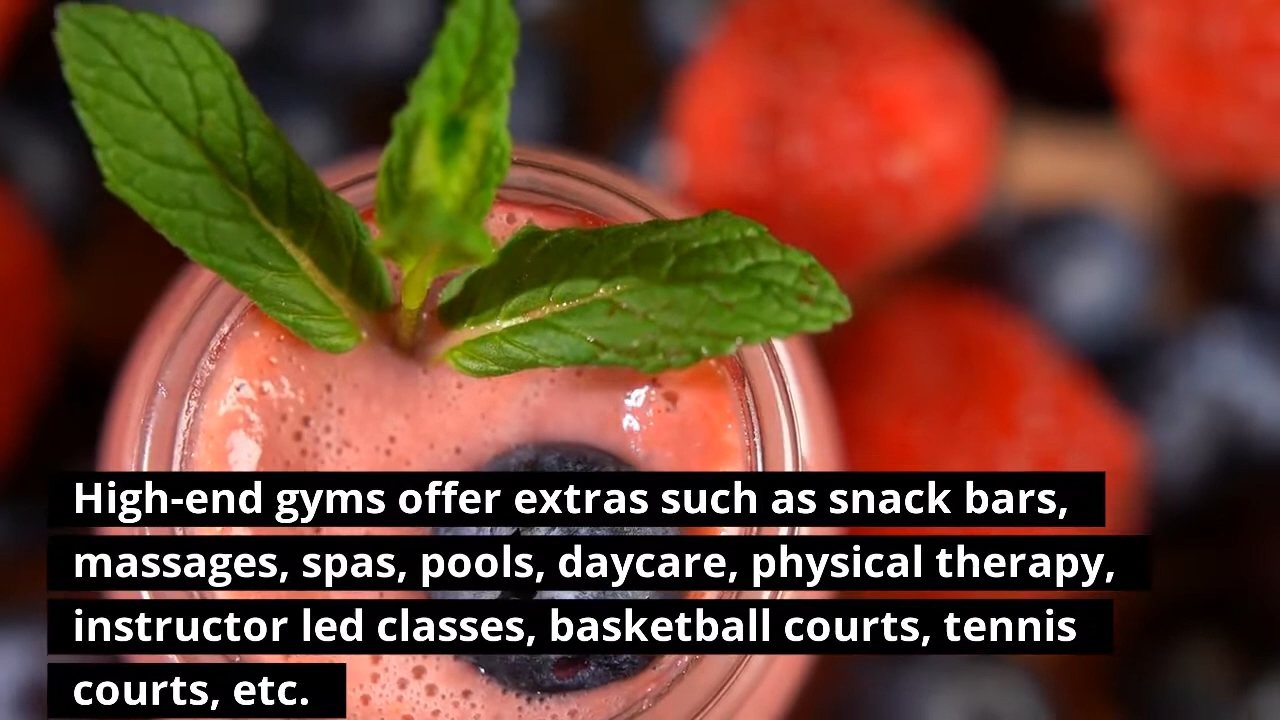 High-end gyms offer extras such as snack bars,
massages, spas, pools, daycare, physical therapy,
instructor led classes, basketball courts, tennis
courts, etc.